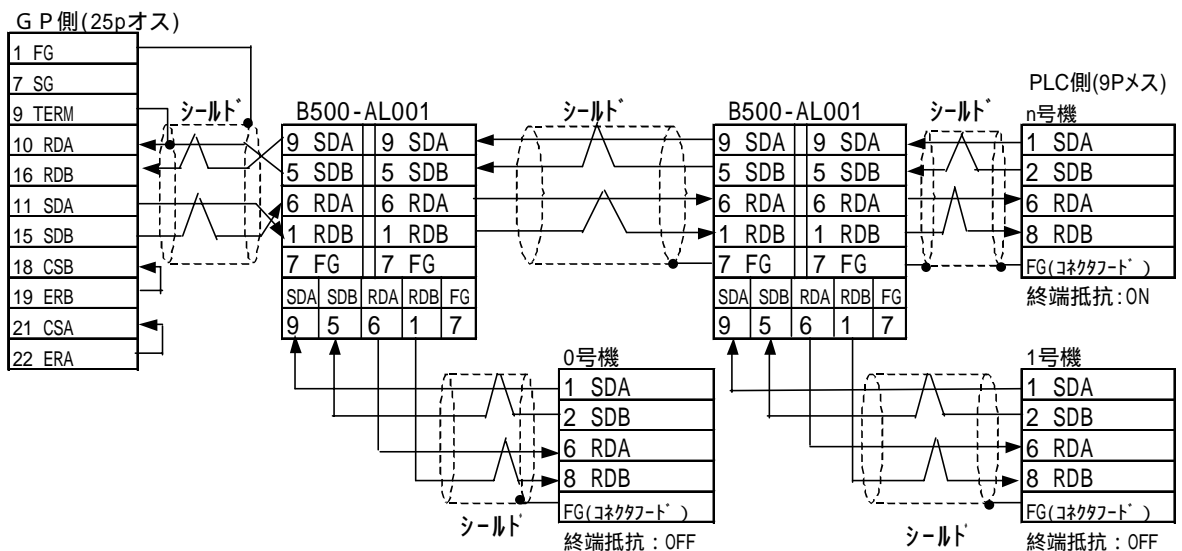 GP側(25pオス)
1 FG
7 SG
9 TERM
10 RDA
16 RDB
11 SDA
15 SDB
18 CSB
19 ERB
21 CSA
22 ERA
シールド
B500-AL001
9 SDA 9 SDA
5 SDB 5 SDB
6 RDA 6 RDA
1 RDB 1 RDB
7 FG 7 FG
SDA SDB RDA RDB FG
9 5 6 1 7
シールド
B500-AL001
9 SDA 9 SDA
5 SDB 5 SDB
6 RDA 6 RDA
1 RDB 1 RDB
7 FG 7 FG
SDA SDB RDA RDB FG
9 5 6 1 7
シールド
PLC側(9Pメス)
n号機
1 SDA
2 SDB
6 RDA
8 RDB
FG(コネクタフード)
終端抵抗:ON
0号機
1 SDA
2 SDB
6 RDA
8 RDB
FG(コネクタフード)
終端抵抗:OFF
シールド
1号機
1 SDA
2 SDB
6 RDA
8 RDB
FG(コネクタフード)
終端抵抗:OFF
シールド